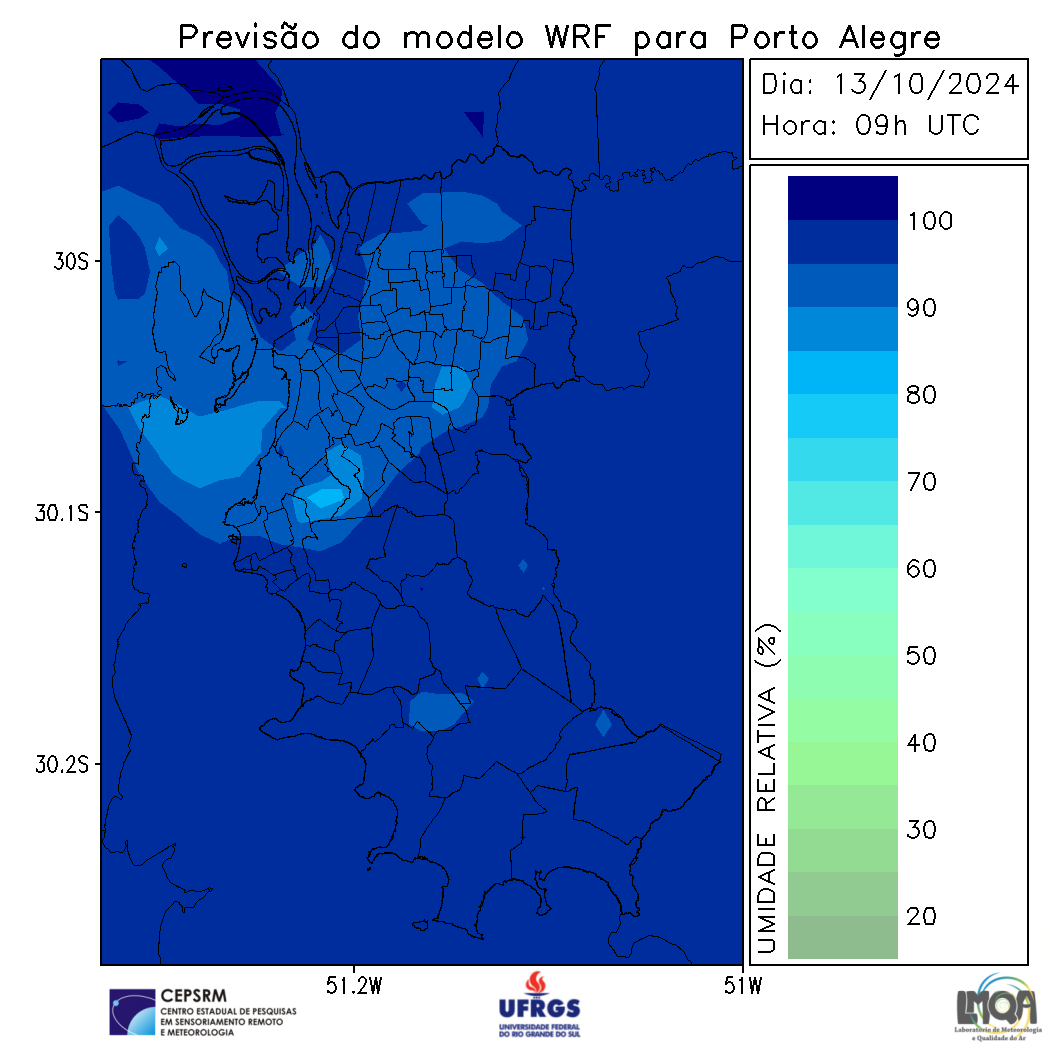 Previsão do modelo WRF para Porto Alegre
Dia: 13/10/2024
Hora: 09h UTC
100
90
80
70
60
50
40
30
20
UMIDADE RELATIVA (%)
30S
30.1S
30.2S
51.2W
51W
CEPSRM
CENTRO ESTADUAL DE PESQUISAS
EM SENSORIAMENTO REMOTO
E METEOROLOGIA
UFRGS
UNIVERSIDADE FEDERAL
DO RIO GRANDE DO SUL
LMQA
Laboratório de Meteorologia
e Qualidade do Ar